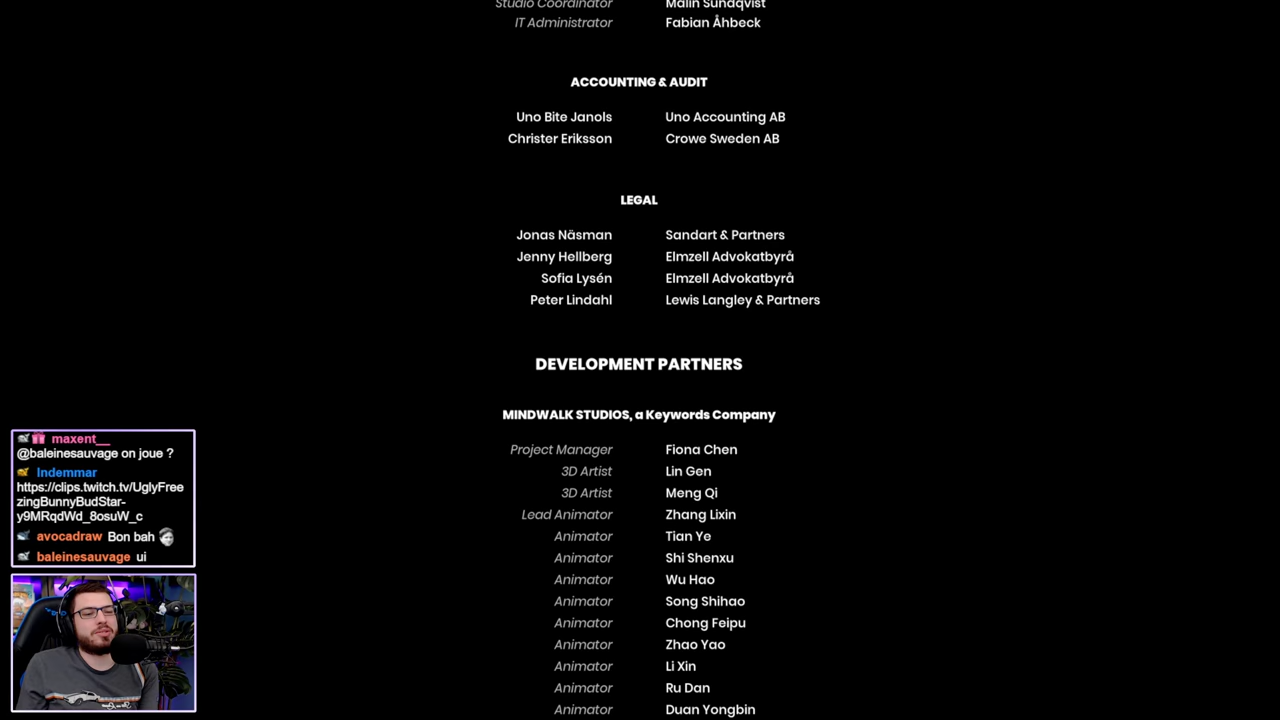 Studio Coordinator Malin Sundqvist
IT Administrator Fabian Åhbeck
ACCOUNTING & AUDIT
Uno Bite Janols Uno Accounting AB
Christer Eriksson Crowe Sweden AB
LEGAL
Jonas Näsman Sandart & Partners
Jenny Hellberg Elmzell Advokatbyrå
Sofia Lysén Elmzell Advokatbyrå
Peter Lindahl Lewis Langley & Partners
DEVELOPMENT PARTNERS
MINDWALK STUDIOS, a Keywords Company
Project Manager Fiona Chen
3D Artist Lin Gen
3D Artist Meng Qi
Lead Animator Zhang Lixin
Animator Tian Ye
Animator Shi Shenxu
Animator Wu Hao
Animator Song Shihao
Animator Chong Feipu
Animator Zhao Yao
Animator Li Xin
Animator Ru Dan
Animator Duan Yongbin
maxent__
@baleinesauvage on joue ?
Indemmar
https://clips.twitch.tv/UglyFree
zingBunnyBudStar-
y9MRqdWd_8osuW_c
avocadraw Bon bah
baleinesauvage ui